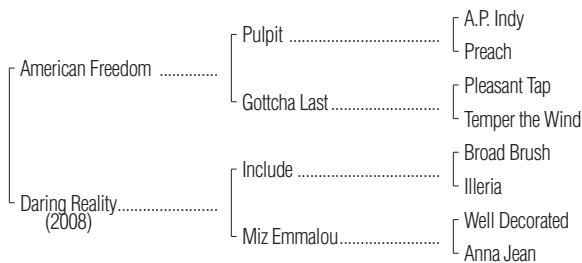 A.P. Indy
Pulpit ..........................................
Preach
American Freedom ................
Pleasant Tap
Gottcha Last..............................
Temper the Wind
Broad Brush
Include ........................................
Illeria
Daring Reality............................
(2008)
Well Decorated
Miz Emmalou............................
Anna Jean